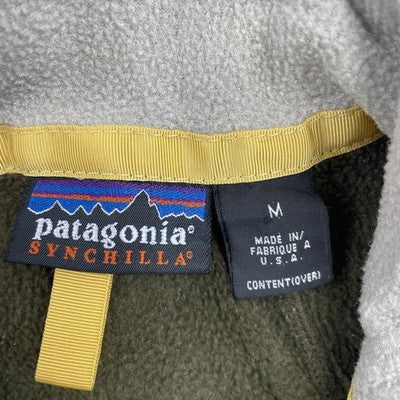 patagonia®
SYNCHILLA®
M
MADE IN/
FABRIQUE A
U.S.A.
CONTENT(OVER)